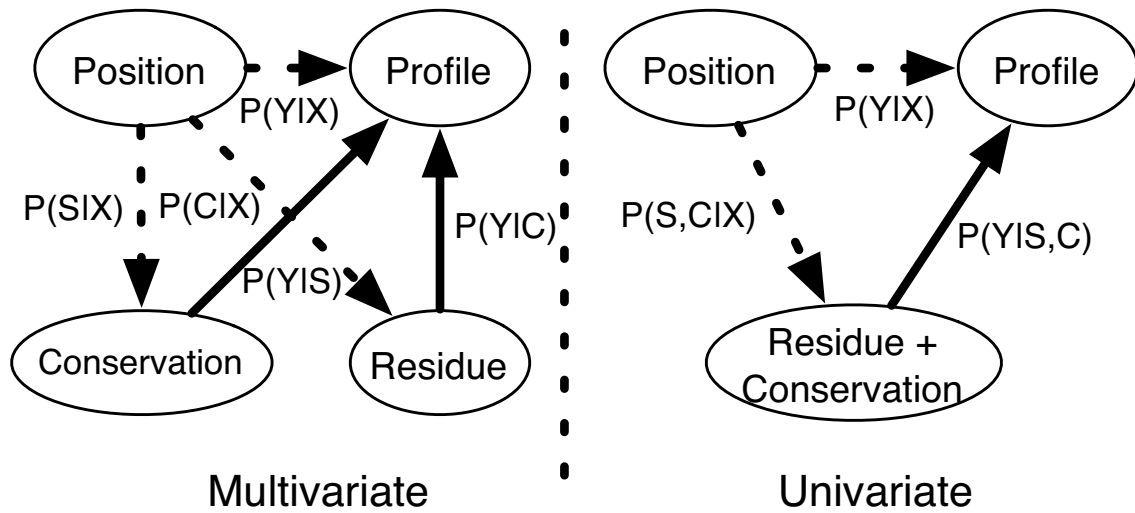 Position
Profile
P(Y|X)
P(S|X)
P(C|X)
P(Y|S)
P(Y|C)
Conservation
Residue
Multivariate
Position
Profile
P(Y|X)
P(S,C|X)
P(Y|S,C)
Residue +
Conservation
Univariate